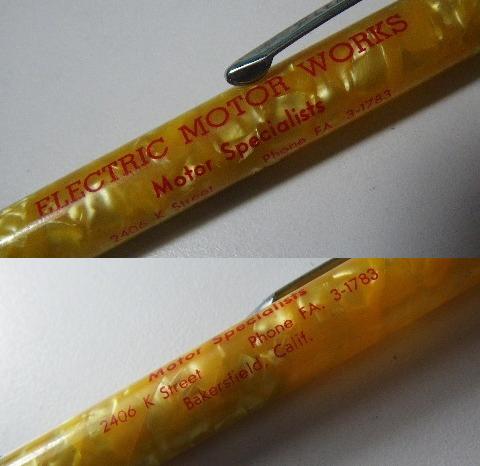 ELECTRIC MOTOR WORKS
Motor Specialists
2406 K Street Phone FA. 3-1783
Motor Specialists
2406 K Street Phone FA. 3-1783
Bakersfield, Calif.